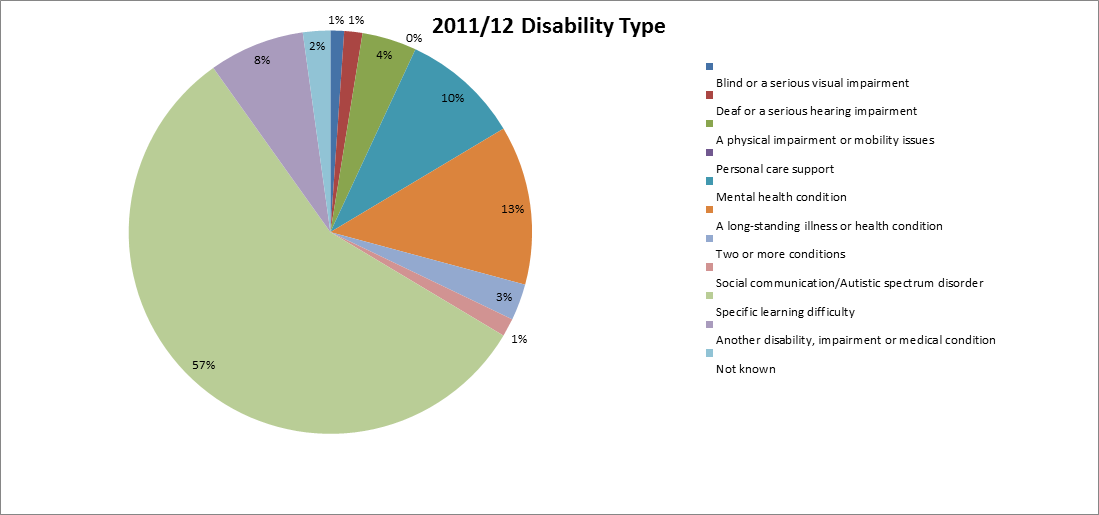 2011/12 Disability Type
1% 1%
0%
2%
4%
8%
10%
13%
3%
1%
57%
Blind or a serious visual impairment
Deaf or a serious hearing impairment
A physical impairment or mobility issues
Personal care support
Mental health condition
A long-standing illness or health condition
Two or more conditions
Social communication/Autistic spectrum disorder
Specific learning difficulty
Another disability, impairment or medical condition
Not known